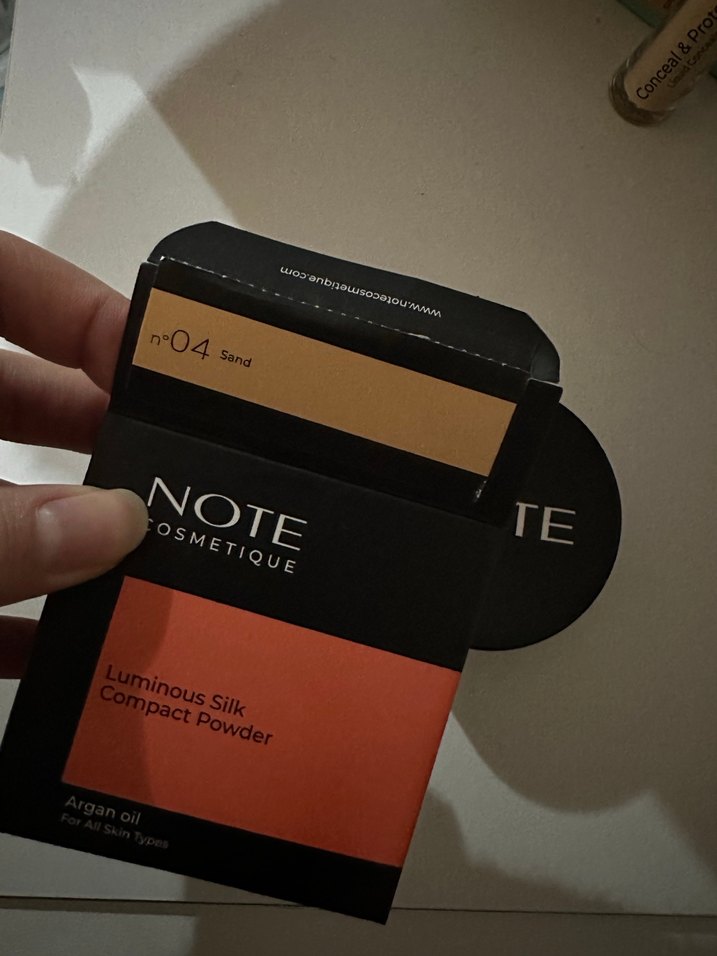 www.notecosmetique.com
n°04 Sand
NOTE
COSMETIQUE
TE
Luminous Silk
Compact Powder
Argan oil
For All Skin Types
Conceal &